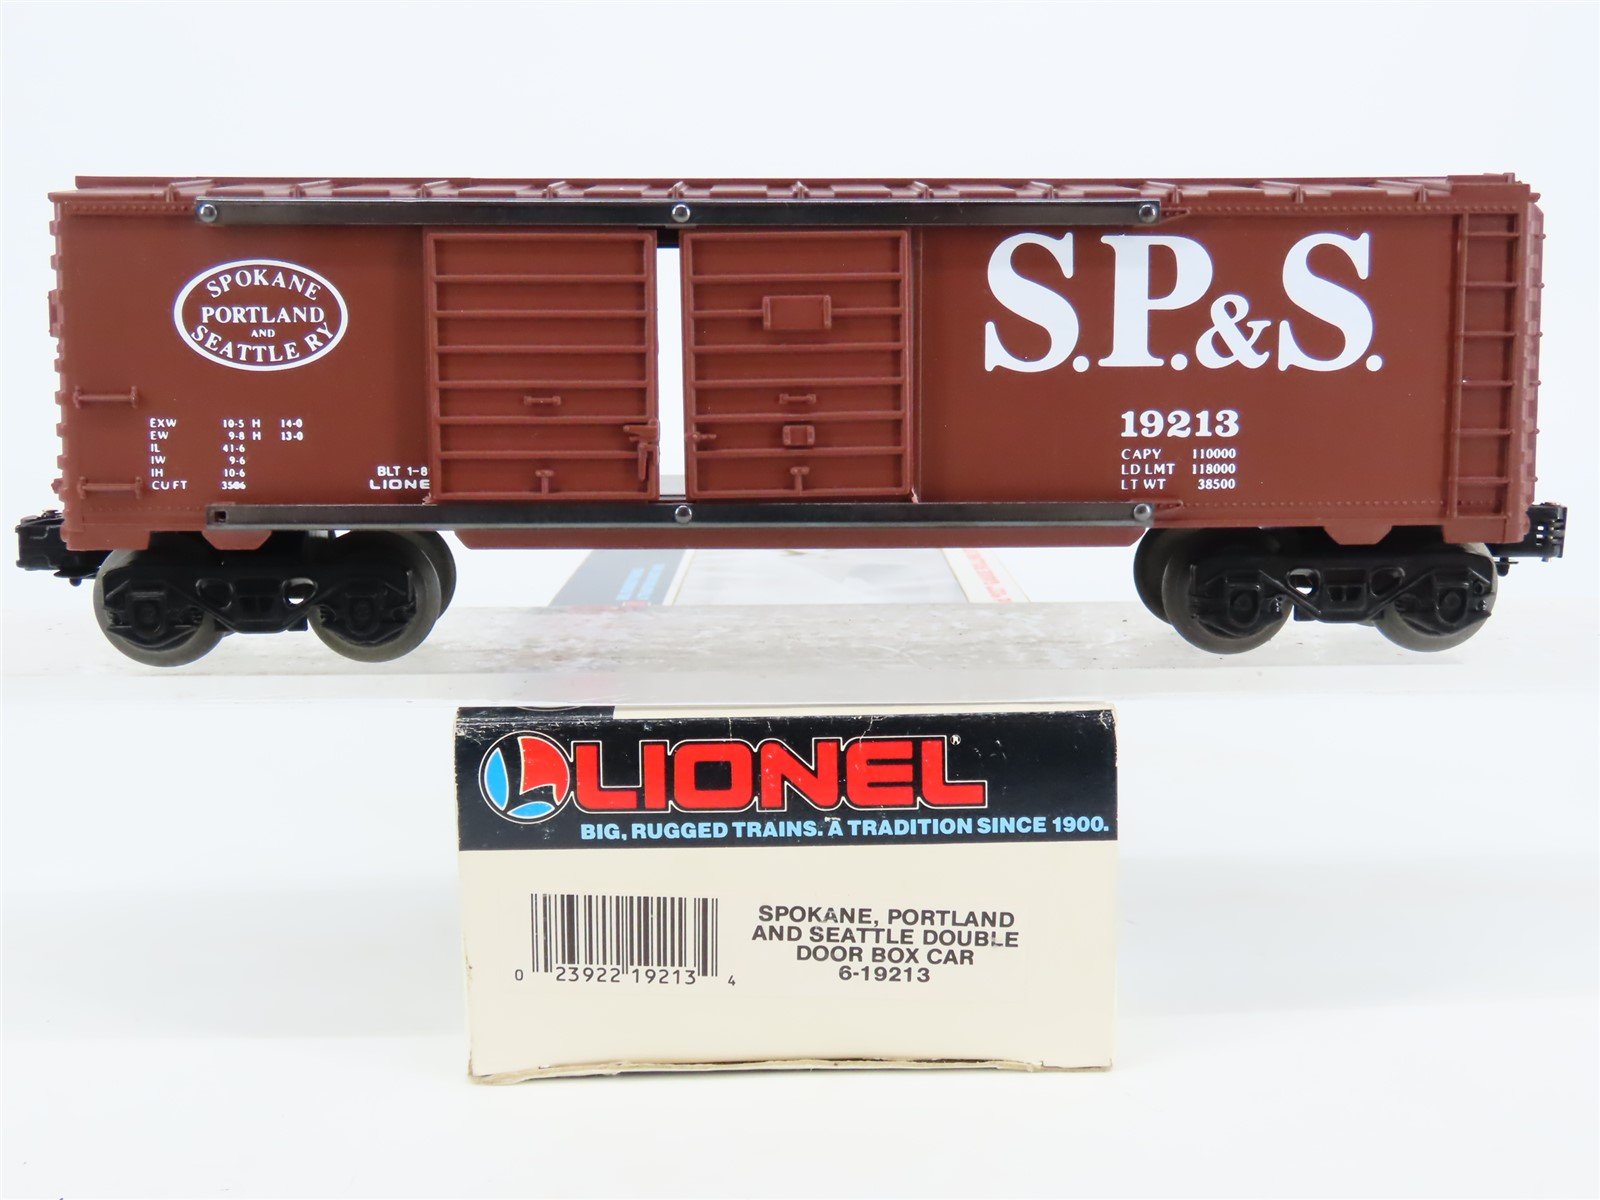 SPOKANE
PORTLAND
AND
SEATTLE RY
S.P.&S.
EXW 10-5 H 14-0
EW 9-8 H 13-0
IL 41-6
IW 9-6
IH 10-6
CU FT 3506
BLT 1-8
LIONE
19213
CAPY 110000
LD LMT 118000
LT WT 38500
LIONEL®
BIG, RUGGED TRAINS. A TRADITION SINCE 1900.
SPOKANE, PORTLAND
AND SEATTLE DOUBLE
DOOR BOX CAR
6-19213
0 23922 19213 4